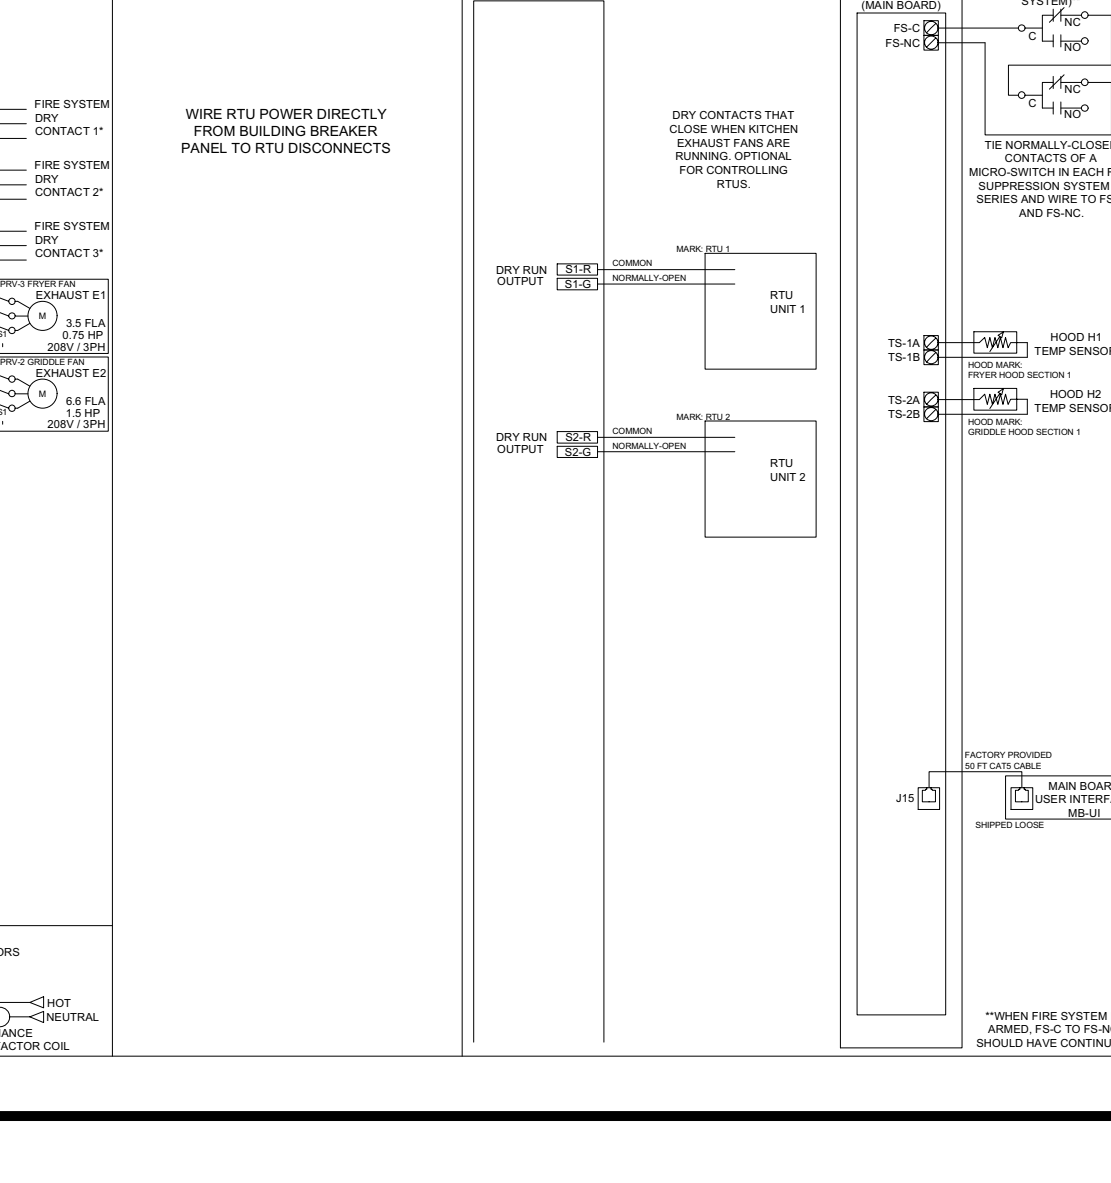 FIRE SYSTEM
DRY
CONTACT 1*
FIRE SYSTEM
DRY
CONTACT 2*
FIRE SYSTEM
DRY
CONTACT 3*
PRV-3 FRYER FAN
EXHAUST E1
M
3.5 FLA
0.75 HP
208V / 3PH
PRV-2 GRIDDLE FAN
EXHAUST E2
M
6.6 FLA
1.5 HP
208V / 3PH
ORS
HOT
NEUTRAL
IANCE
ACTOR COIL
WIRE RTU POWER DIRECTLY
FROM BUILDING BREAKER
PANEL TO RTU DISCONNECTS
DRY CONTACTS THAT
CLOSE WHEN KITCHEN
EXHAUST FANS ARE
RUNNING. OPTIONAL
FOR CONTROLLING
RTUS.
MARK: RTU 1
DRY RUN
OUTPUT
S1-R
S1-G
COMMON
NORMALLY-OPEN
RTU
UNIT 1
MARK: RTU 2
DRY RUN
OUTPUT
S2-R
S2-G
COMMON
NORMALLY-OPEN
RTU
UNIT 2
(MAIN BOARD)
FS-C
FS-NC
SYSTEM)
C
NC
NO
C
NC
NO
TIE NORMALLY-CLOSE
CONTACTS OF A
MICRO-SWITCH IN EACH F
SUPPRESSION SYSTEM
SERIES AND WIRE TO FS
AND FS-NC.
TS-1A
TS-1B
HOOD H1
TEMP SENSOR
HOOD MARK:
FRYER HOOD SECTION 1
TS-2A
TS-2B
HOOD H2
TEMP SENSOR
HOOD MARK:
GRIDDLE HOOD SECTION 1
FACTORY PROVIDED
50 FT CAT5 CABLE
J15
MAIN BOAR
USER INTERF
MB-UI
SHIPPED LOOSE
**WHEN FIRE SYSTEM
ARMED, FS-C TO FS-N
SHOULD HAVE CONTINU